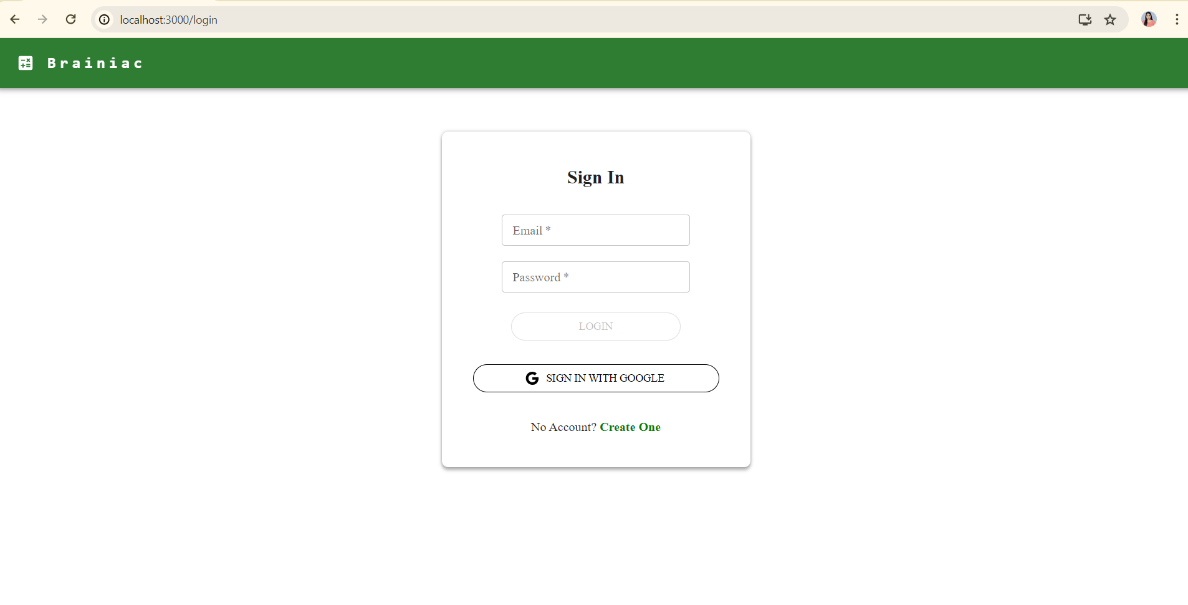 localhost:3000/login
Brainiac
Sign In
Email *
Password *
LOGIN
G SIGN IN WITH GOOGLE
No Account? Create One